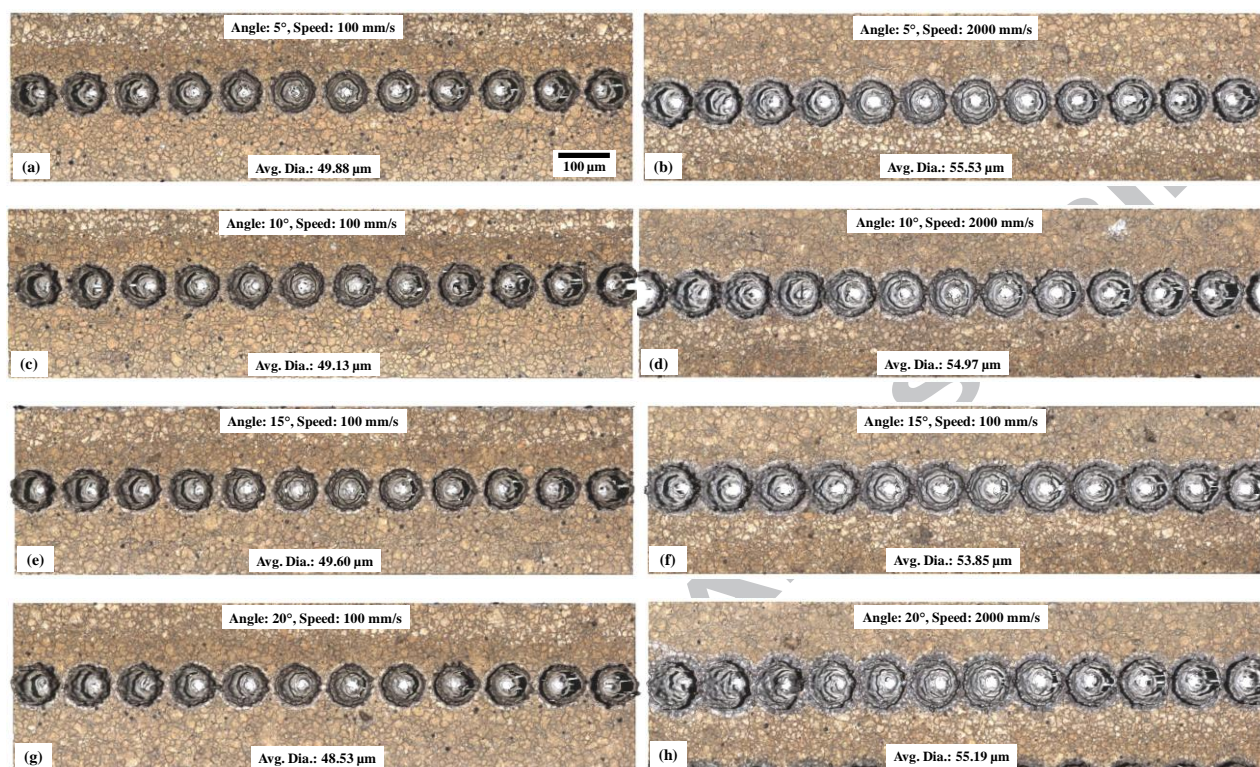 Angle: 5°, Speed: 100 mm/s
(a)
Avg. Dia.: 49.88 µm
100 µm
Angle: 5°, Speed: 2000 mm/s
(b)
Avg. Dia.: 55.53 µm
Angle: 10°, Speed: 100 mm/s
(c)
Avg. Dia.: 49.13 µm
Angle: 10°, Speed: 2000 mm/s
(d)
Avg. Dia.: 54.97 µm
Angle: 15°, Speed: 100 mm/s
(e)
Avg. Dia.: 49.60 µm
Angle: 15°, Speed: 100 mm/s
(f)
Avg. Dia.: 53.85 µm
Angle: 20°, Speed: 100 mm/s
(g)
Avg. Dia.: 48.53 µm
Angle: 20°, Speed: 2000 mm/s
(h)
Avg. Dia.: 55.19 µm